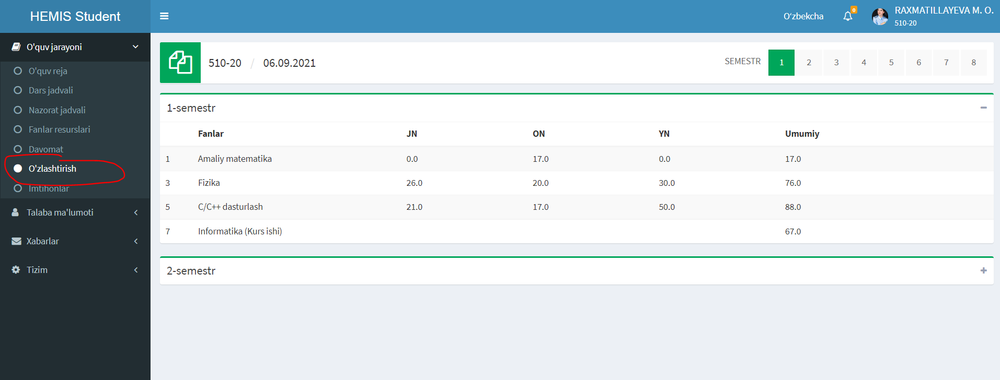 HEMIS Student
O‘zbekcha
0
RAXMATILLAYEVA M. O.
510-20
O'quv jarayoni
O'quv reja
Dars jadvali
Nazorat jadvali
Fanlar resurslari
Davomat
O'zlashtirish
Imtihonlar
Talaba ma'lumoti
Xabarlar
Tizim
510-20 / 06.09.2021
SEMESTR 1 2 3 4 5 6 7 8
1-semestr
Fanlar JN ON YN Umumiy
1 Amaliy matematika 0.0 17.0 0.0 17.0
3 Fizika 26.0 20.0 30.0 76.0
5 C/C++ dasturlash 21.0 17.0 50.0 88.0
7 Informatika (Kurs ishi) 67.0
2-semestr